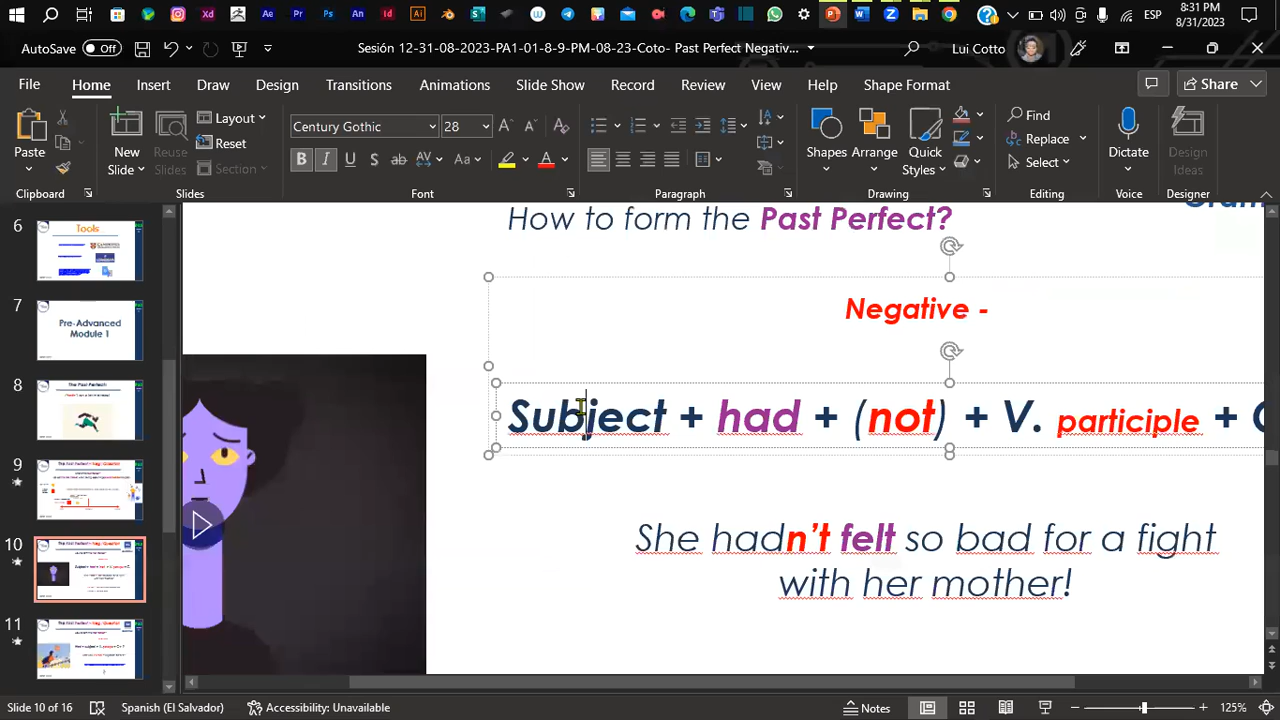 8:31 PM
ESP
8/31/2023
AutoSave Off
Sesión 12-31-08-2023-PA1-01-8-9-PM-08-23-Coto- Past Perfect Negativ...
Lui Cotto
File Home Insert Draw Design Transitions Animations Slide Show Record Review View Help Shape Format
Share
Paste
New Slide
Reuse Slides
Layout
Reset
Section
Century Gothic
28
Shapes
Arrange
Quick Styles
Find
Replace
Select
Dictate
Design Ideas
Clipboard
Slides
Font
Paragraph
Drawing
Editing
Voice
Designer
6
Tools
7
Pre-Advanced
Module 1
8
The Past Perfect
10
11
How to form the Past Perfect?
Negative -
Subject + had + (not) + V. participle +
She hadn't felt so bad for a fight
with her mother!
Slide 10 of 16
Spanish (El Salvador)
Accessibility: Unavailable
Notes
125%